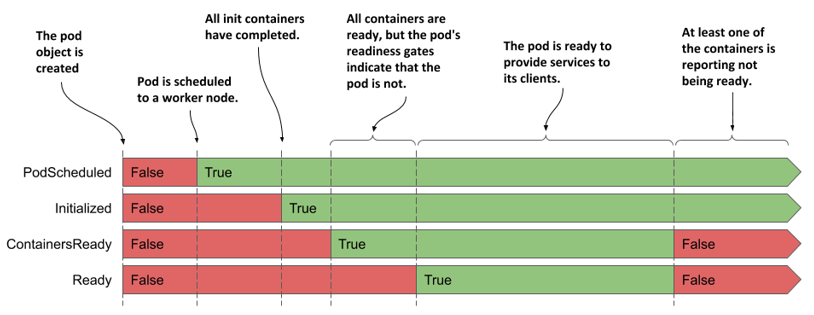 The pod
object is
created
Pod is scheduled
to a worker node.
All init containers
have completed.
All containers are
ready, but the pod's
readiness gates
indicate that the
pod is not.
The pod is ready to
provide services to
its clients.
At least one of
the containers is
reporting not
being ready.
PodScheduled False True
Initialized False True
ContainersReady False True False
Ready False True False